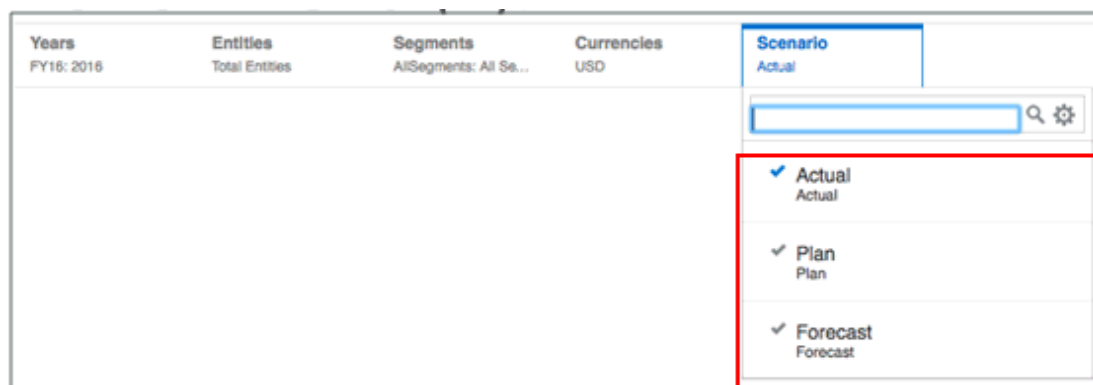 Years Entities Segments Currencies Scenario
FY16: 2016 Total Entities AllSegments: All Se... USD Actual
Actual
Actual
Plan
Plan
Forecast
Forecast